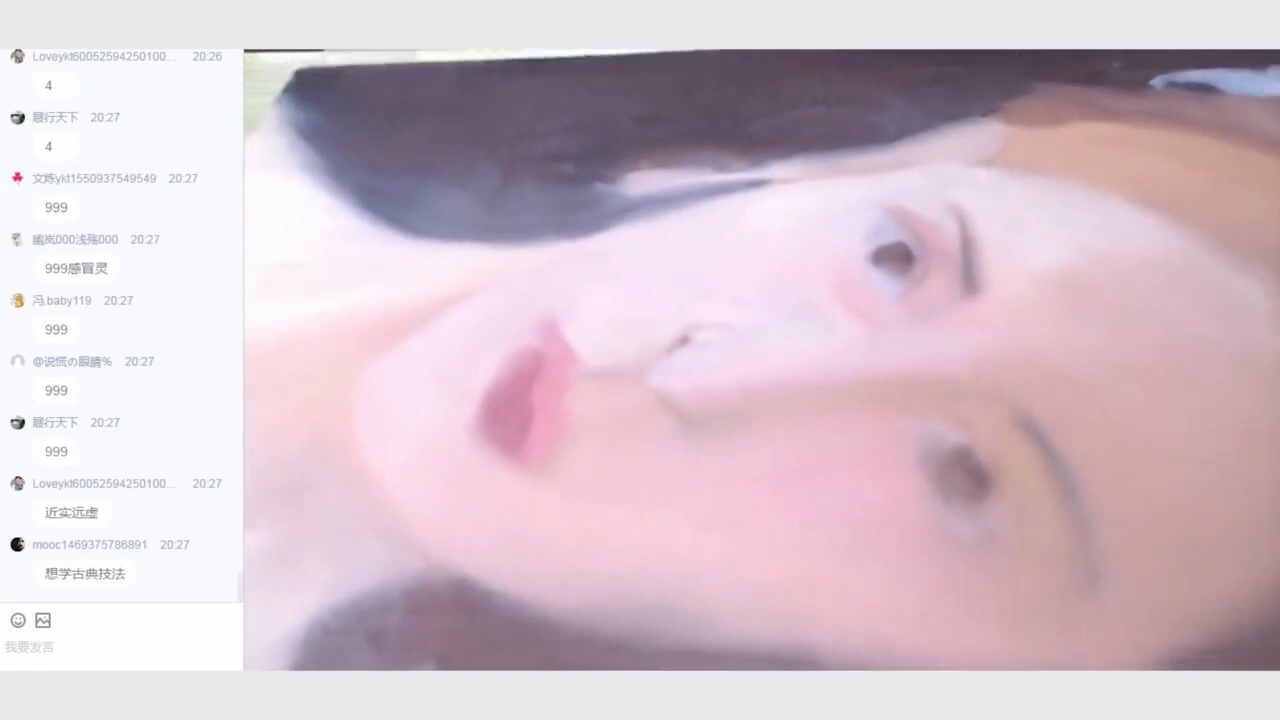 Loveykt60052594250100... 20:26
4
展行天下 20:27
4
文烁ykt1550937549549 20:27
999
幽岚000浅殇000 20:27
999感冒灵
冯.baby119 20:27
999
@说慌の眼睛% 20:27
999
展行天下 20:27
999
Loveykt60052594250100... 20:27
近实远虚
mooc1469375786891 20:27
想学古典技法
我要发言